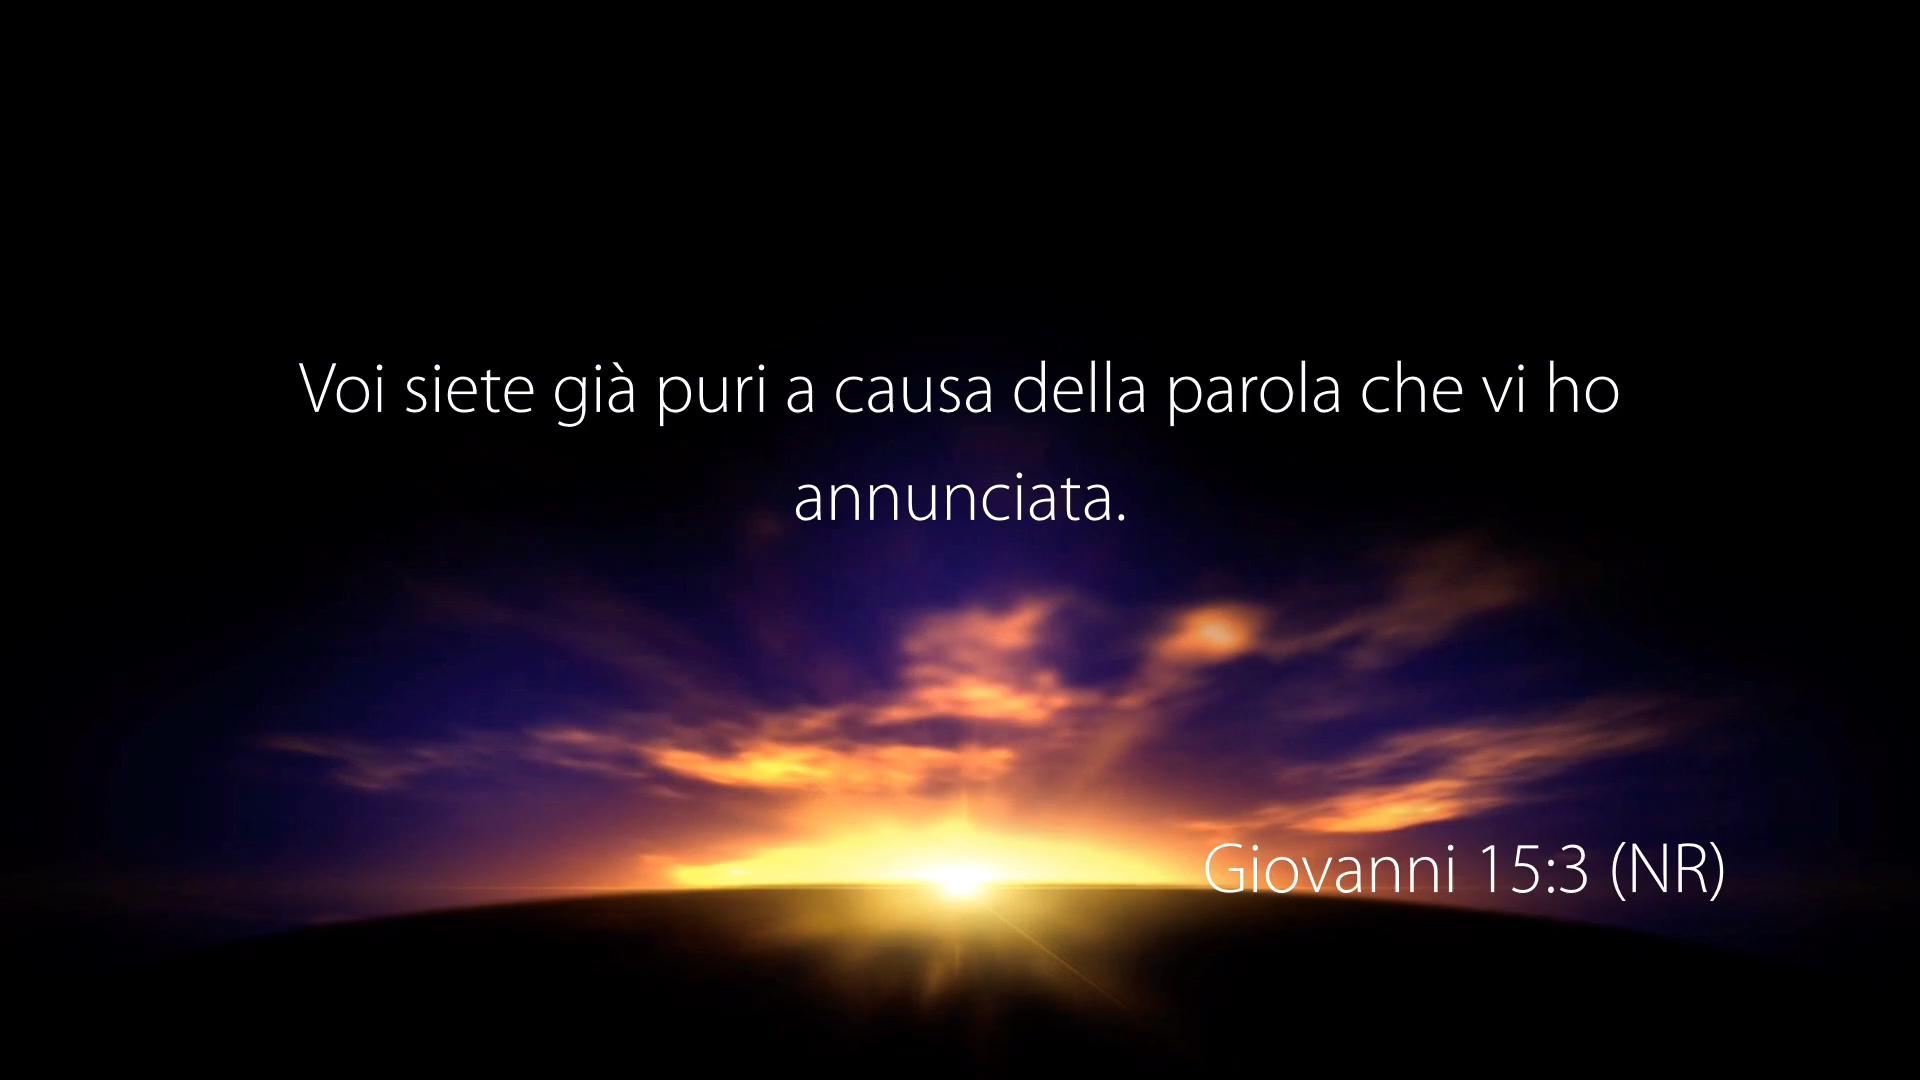 Voi siete già puri a causa della parola che vi ho
annunciata.
Giovanni 15:3 (NR)